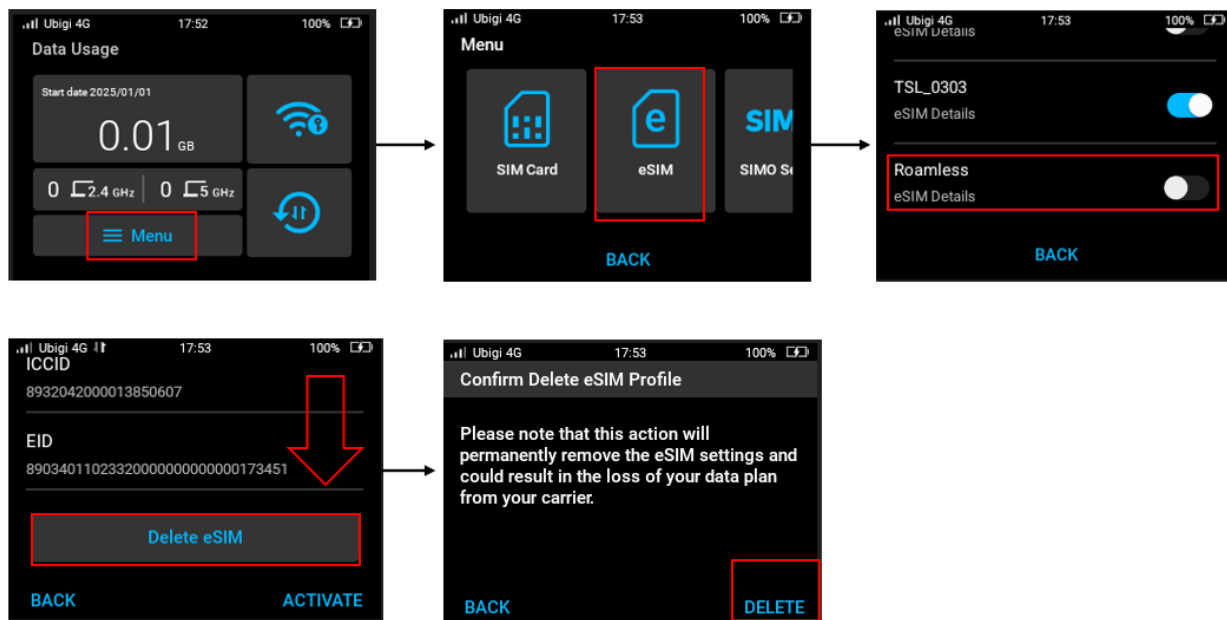 Ubigi 4G 17:52 100%
Data Usage
Start date 2025/01/01
0.01 GB
0 2.4 GHz 0 5 GHz
Menu
Ubigi 4G 17:53 100%
Menu
SIM Card eSIM SIMO Se
BACK
Ubigi 4G 17:53 100%
eSIM Details
TSL_0303
eSIM Details
Roamless
eSIM Details
BACK
Ubigi 4G 17:53 100%
ICCID
8932042000013850607
EID
89034011023320000000000000173451
Delete eSIM
BACK ACTIVATE
Ubigi 4G 17:53 100%
Confirm Delete eSIM Profile
Please note that this action will
permanently remove the eSIM settings and
could result in the loss of your data plan
from your carrier.
BACK DELETE